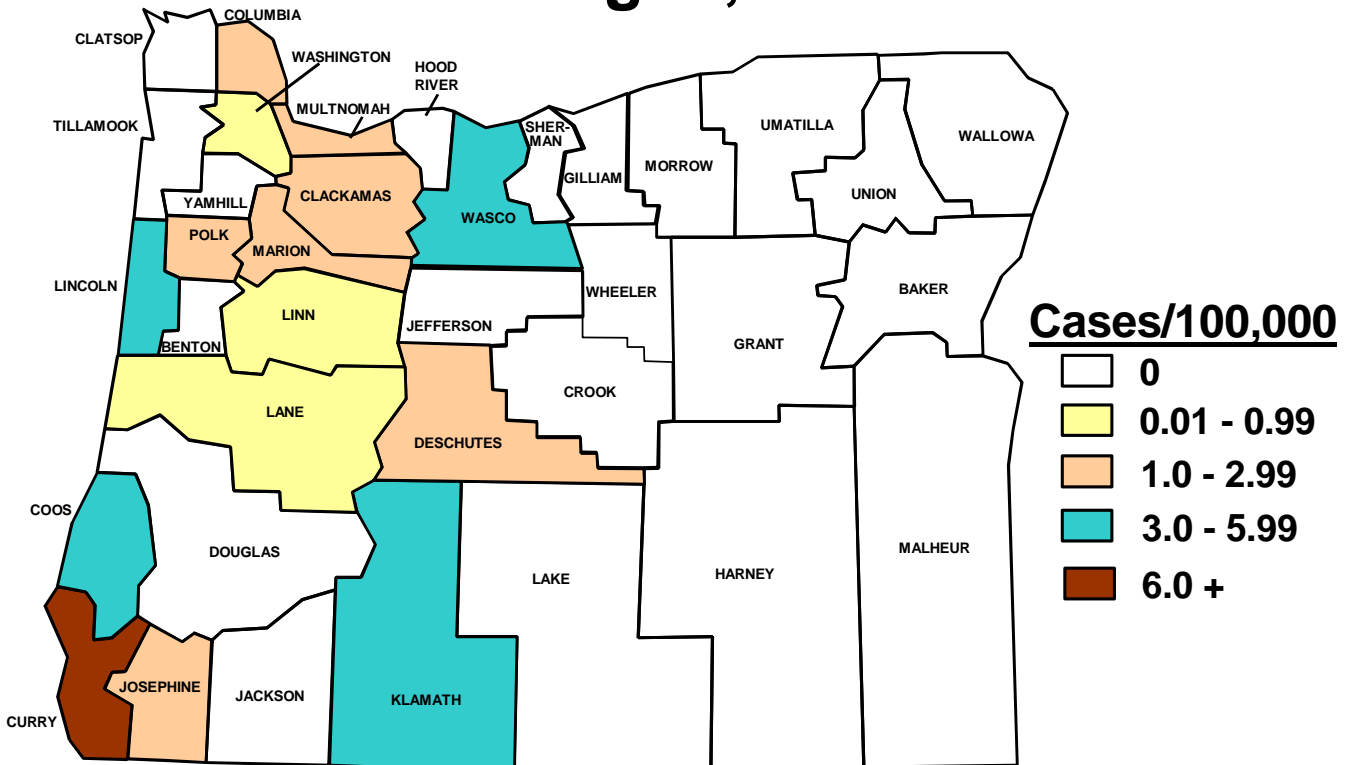 COLUMBIA
CLATSOP
WASHINGTON
HOOD
RIVER
MULTNOMAH
TILLAMOOK
SHER-
MAN
UMATILLA
WALLOWA
MORROW
GILLIAM
UNION
CLACKAMAS
YAMHILL
WASCO
POLK
MARION
LINCOLN
WHEELER
BAKER
LINN
JEFFERSON
BENTON
GRANT
CROOK
LANE
DESCHUTES
COOS
DOUGLAS
LAKE
HARNEY
MALHEUR
JOSEPHINE
JACKSON
KLAMATH
CURRY
Cases/100,000
0
0.01 - 0.99
1.0 - 2.99
3.0 - 5.99
6.0 +